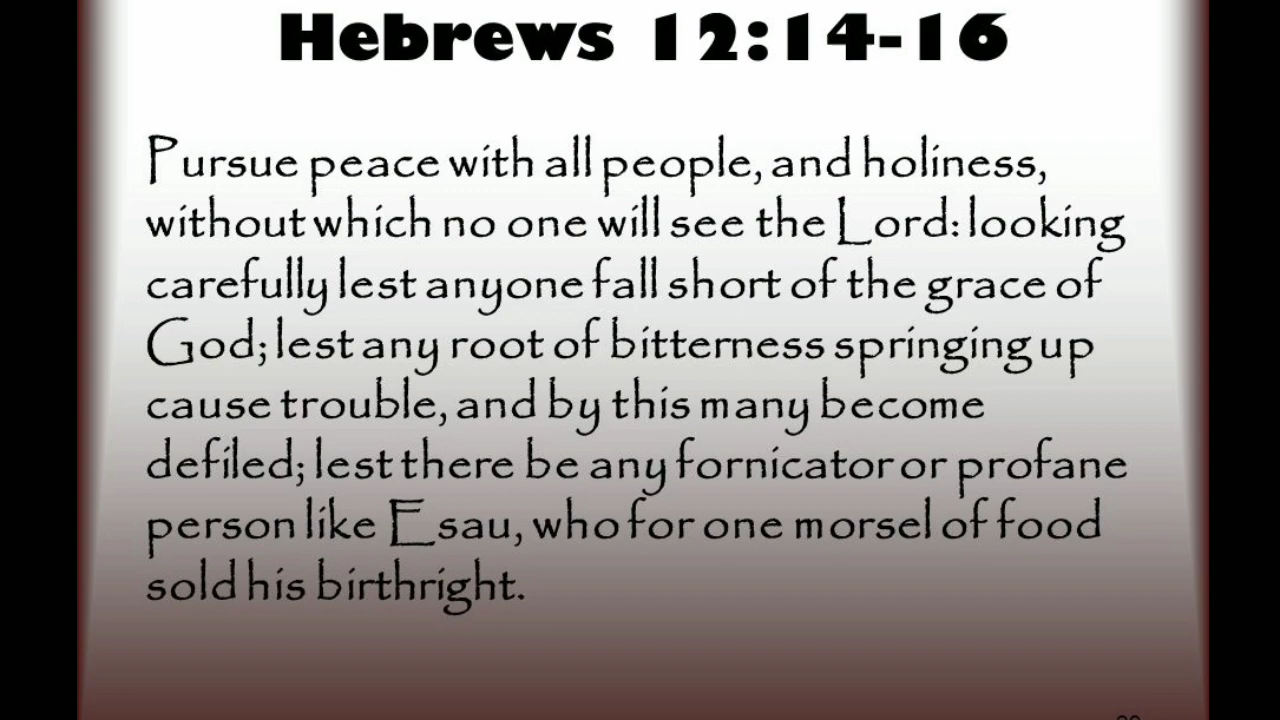 Hebrews 12:14-16
Pursue peace with all people, and holiness,
without which no one will see the Lord: looking
carefully lest anyone fall short of the grace of
God; lest any root of bitterness springing up
cause trouble, and by this many become
defiled; lest there be any fornicator or profane
person like Esau, who for one morsel of food
sold his birthright.